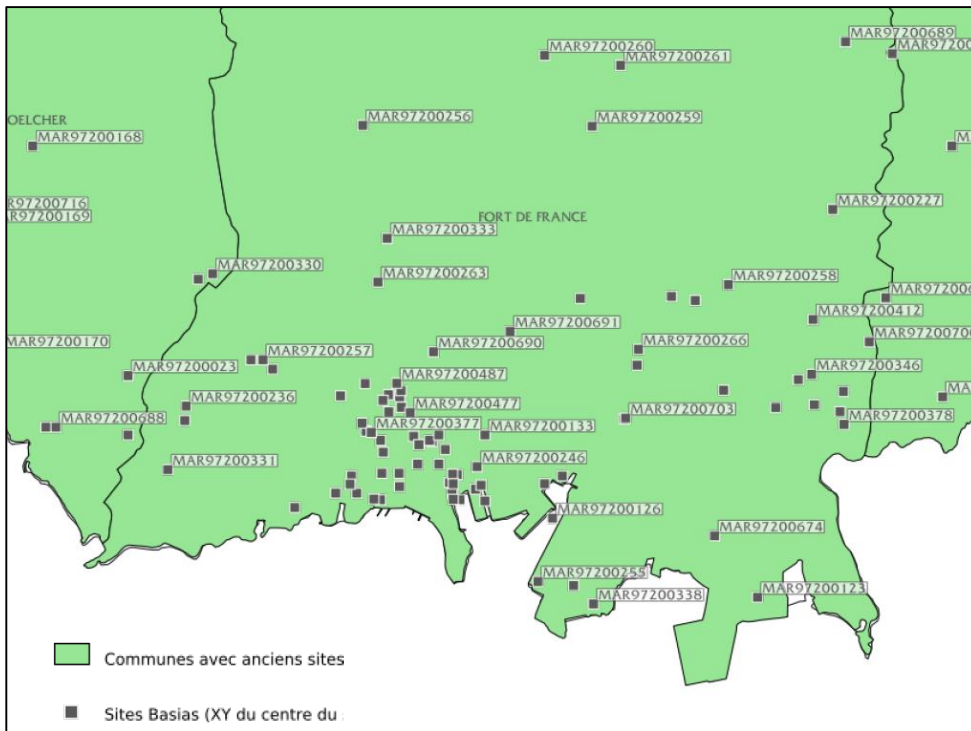 MAR97200689
MAR97200260
MAR97200
MAR97200261
MAR97200256
MAR97200259
OELCHER
MAR97200168
MAR97200227
FORT DE FRANCE
MAR97200333
MAR97200330
MAR97200263
MAR97200258
MAR97200412
MAR97200691
MAR97200170
MAR97200690
MAR97200266
MAR97200257
MAR97200023
MAR97200346
MAR97200487
MAR97200236
MAR97200477
MAR97200703
MAR97200688
MAR97200377
MAR97200133
MAR97200378
MAR97200331
MAR97200246
MAR97200126
MAR97200674
MAR97200255
MAR97200123
MAR97200338
Communes avec anciens sites
Sites Basias (XY du centre du